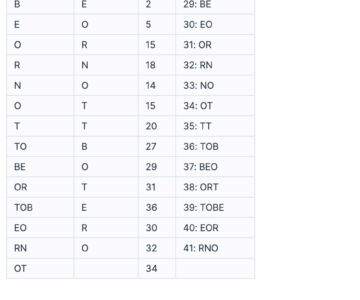 B E 2 29: BE
E O 5 30: EO
O R 15 31: OR
R N 18 32: RN
N O 14 33: NO
O T 15 34: OT
T T 20 35: TT
TO B 27 36: TOB
BE O 29 37: BEO
OR T 31 38: ORT
TOB E 36 39: TOBE
EO R 30 40: EOR
RN O 32 41: RNO
OT 34